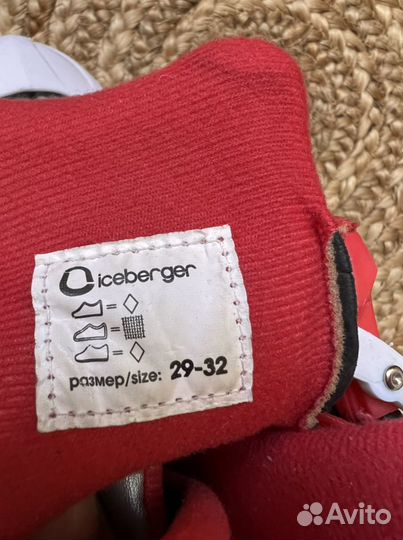 iceberger
=
=
=
размер/size: 29-32
Avito